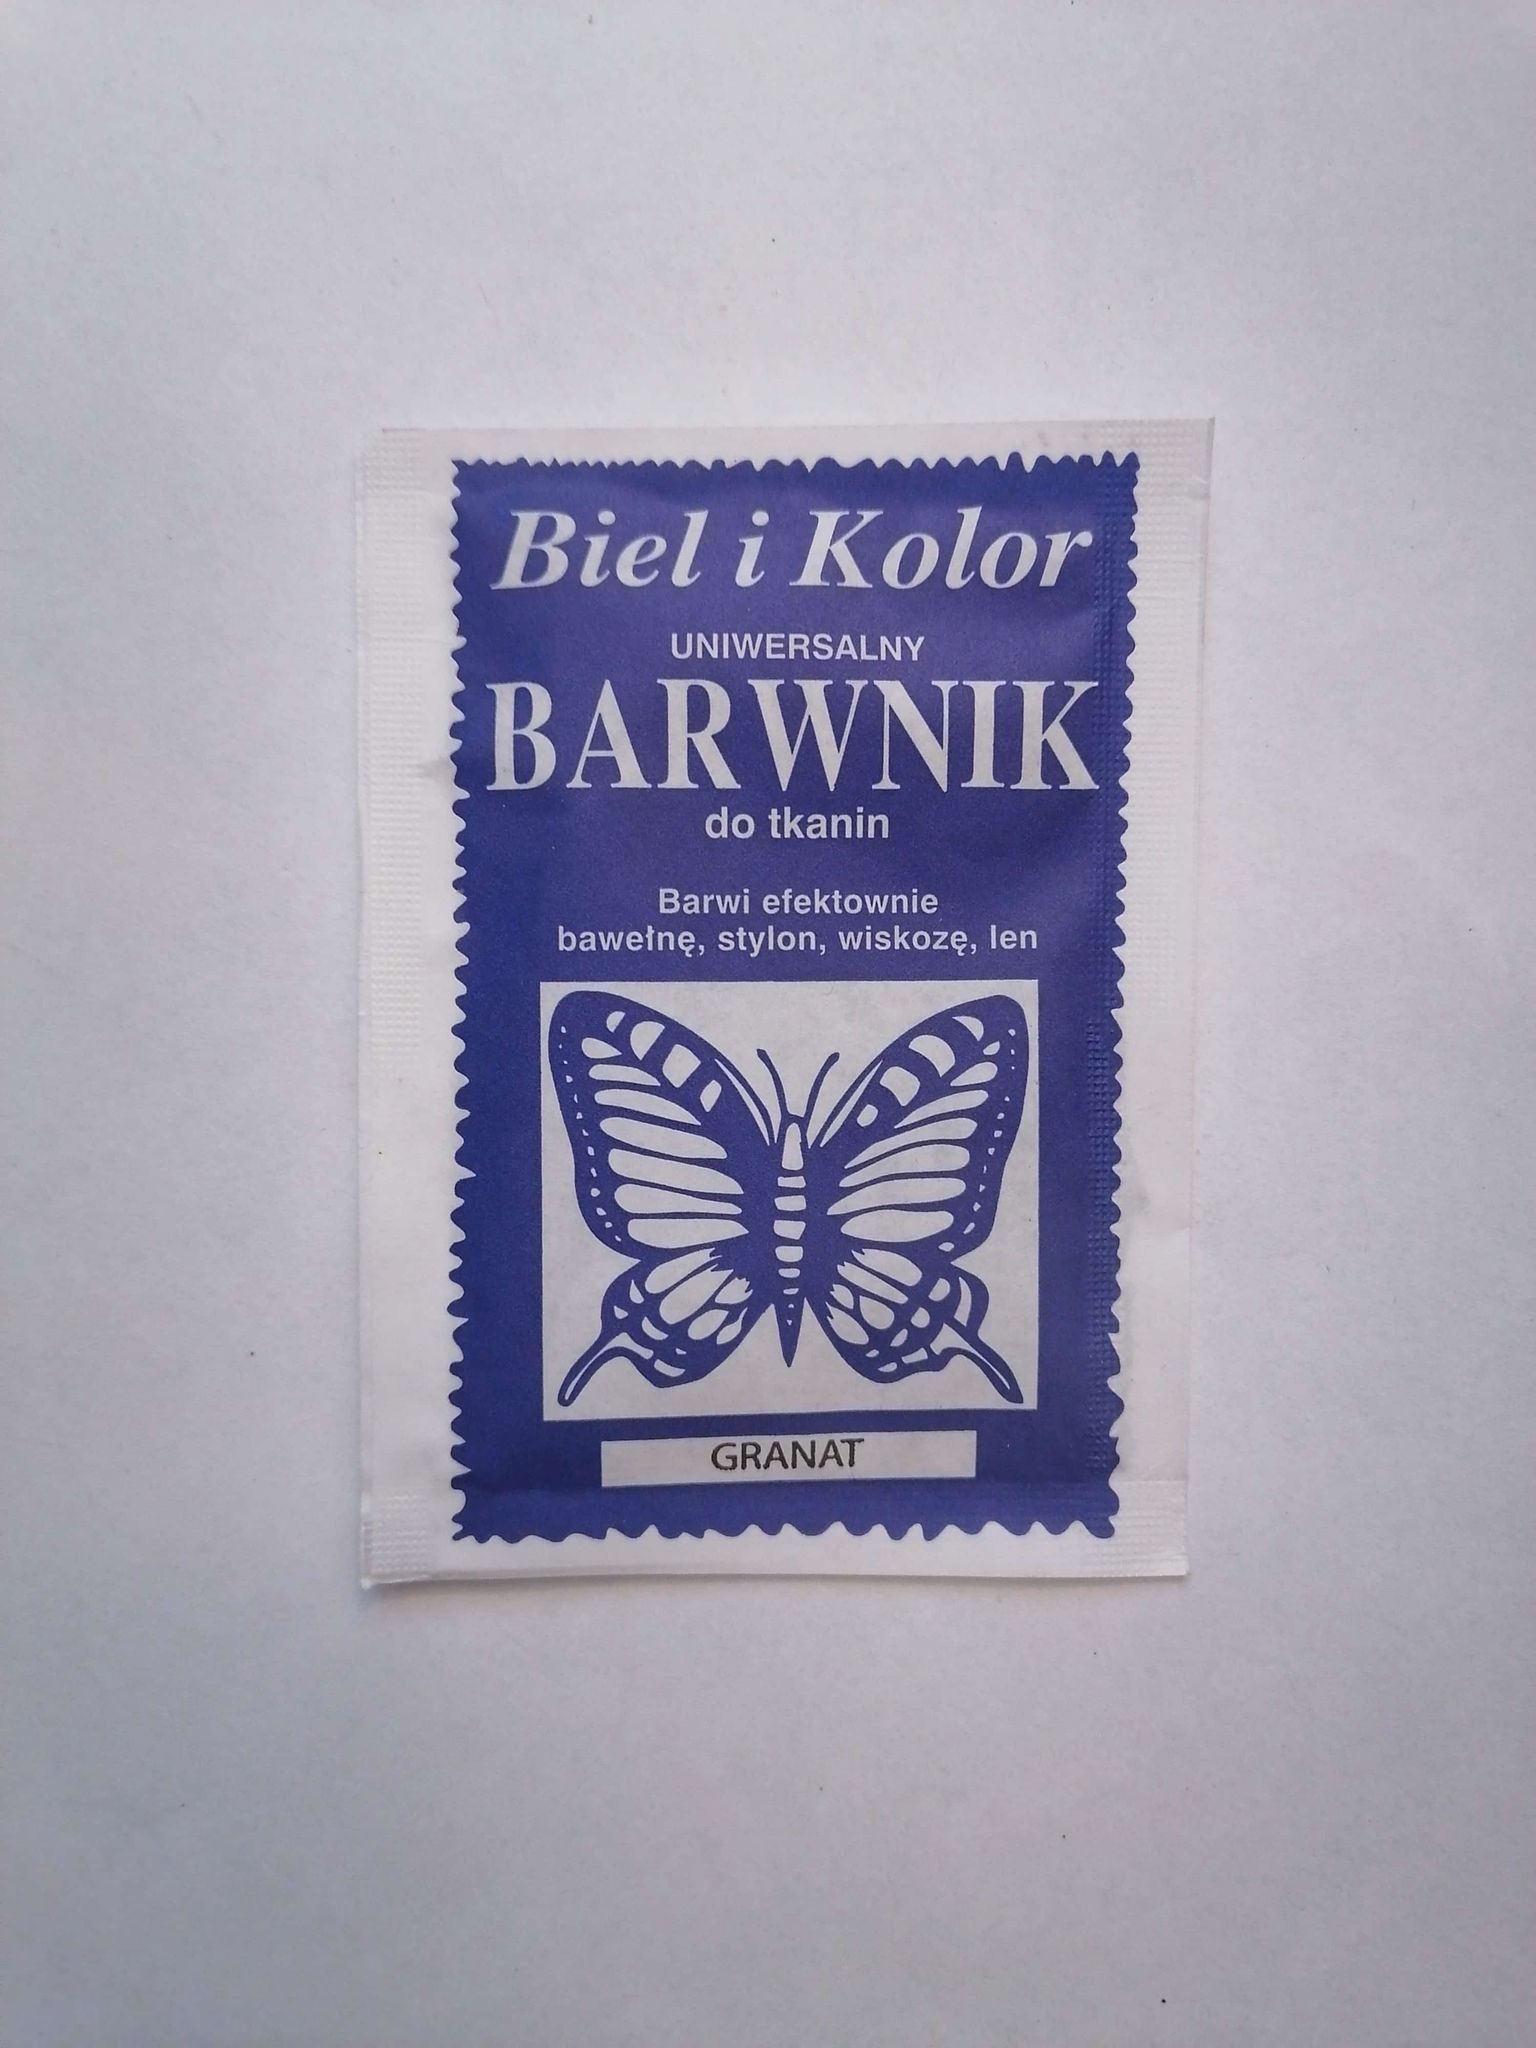 Biel i Kolor
UNIWERSALNY
BARWNIK
do tkanin
Barwi efektownie
bawełnę, stylon, wiskozę, len
GRANAT